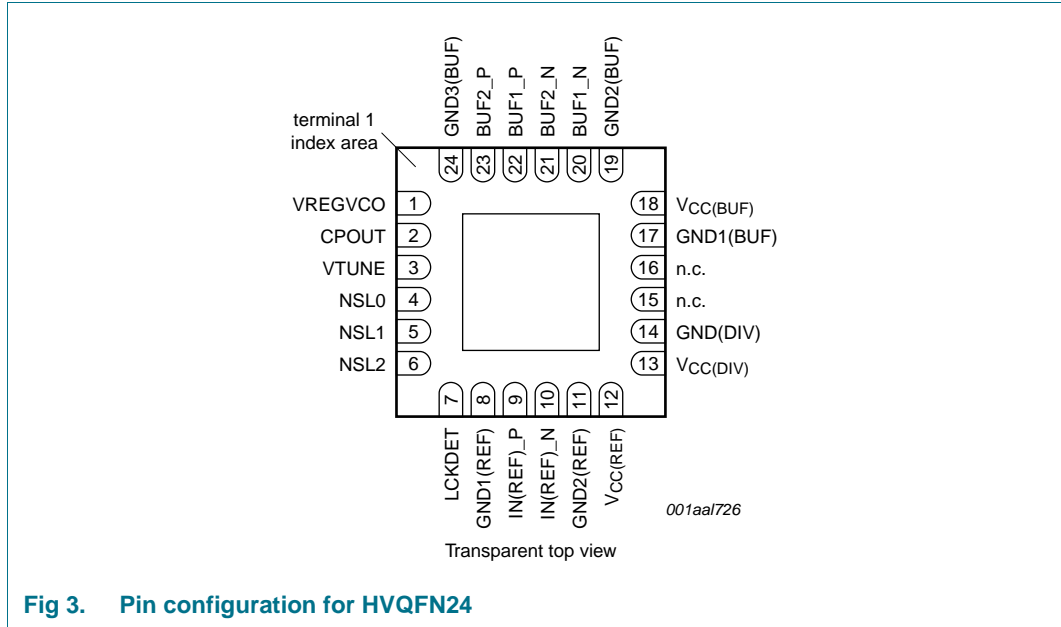 GND3(BUF)
BUF2_P
BUF1_P
BUF2_N
BUF1_N
GND2(BUF)
terminal 1
index area
24
23
22
21
20
19
VREGVCO 1
CPOUT 2
VTUNE 3
NSL0 4
NSL1 5
NSL2 6
18 VCC(BUF)
17 GND1(BUF)
16 n.c.
15 n.c.
14 GND(DIV)
13 VCC(DIV)
7
8
9
10
11
12
LCKDET
GND1(REF)
IN(REF)_P
IN(REF)_N
GND2(REF)
VCC(REF)
001aal726
Transparent top view
Fig 3. Pin configuration for HVQFN24